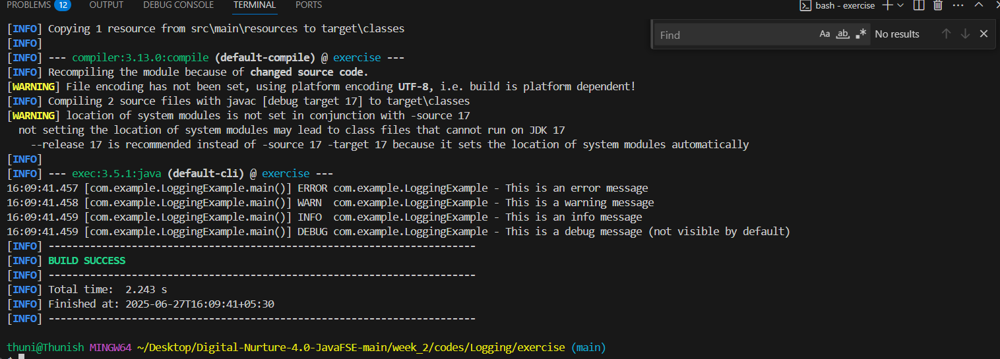 PROBLEMS 12 OUTPUT DEBUG CONSOLE TERMINAL PORTS bash - exercise
Find Aa ab No results
[INFO] Copying 1 resource from src\main\resources to target\classes
[INFO]
[INFO] --- compiler:3.13.0:compile (default-compile) @ exercise ---
[INFO] Recompiling the module because of changed source code.
[WARNING] File encoding has not been set, using platform encoding UTF-8, i.e. build is platform dependent!
[INFO] Compiling 2 source files with javac [debug target 17] to target\classes
[WARNING] location of system modules is not set in conjunction with -source 17
  not setting the location of system modules may lead to class files that cannot run on JDK 17
    --release 17 is recommended instead of -source 17 -target 17 because it sets the location of system modules automatically
[INFO]
[INFO] --- exec:3.5.1:java (default-cli) @ exercise ---
16:09:41.457 [com.example.LoggingExample.main()] ERROR com.example.LoggingExample - This is an error message
16:09:41.458 [com.example.LoggingExample.main()] WARN  com.example.LoggingExample - This is a warning message
16:09:41.459 [com.example.LoggingExample.main()] INFO  com.example.LoggingExample - This is an info message
16:09:41.459 [com.example.LoggingExample.main()] DEBUG com.example.LoggingExample - This is a debug message (not visible by default)
[INFO] ------------------------------------------------------------------------
[INFO] BUILD SUCCESS
[INFO] ------------------------------------------------------------------------
[INFO] Total time:  2.243 s
[INFO] Finished at: 2025-06-27T16:09:41+05:30
[INFO] ------------------------------------------------------------------------
thuni@Thunish MINGW64 ~/Desktop/Digital-Nurture-4.0-JavaFSE-main/week_2/codes/Logging/exercise (main)